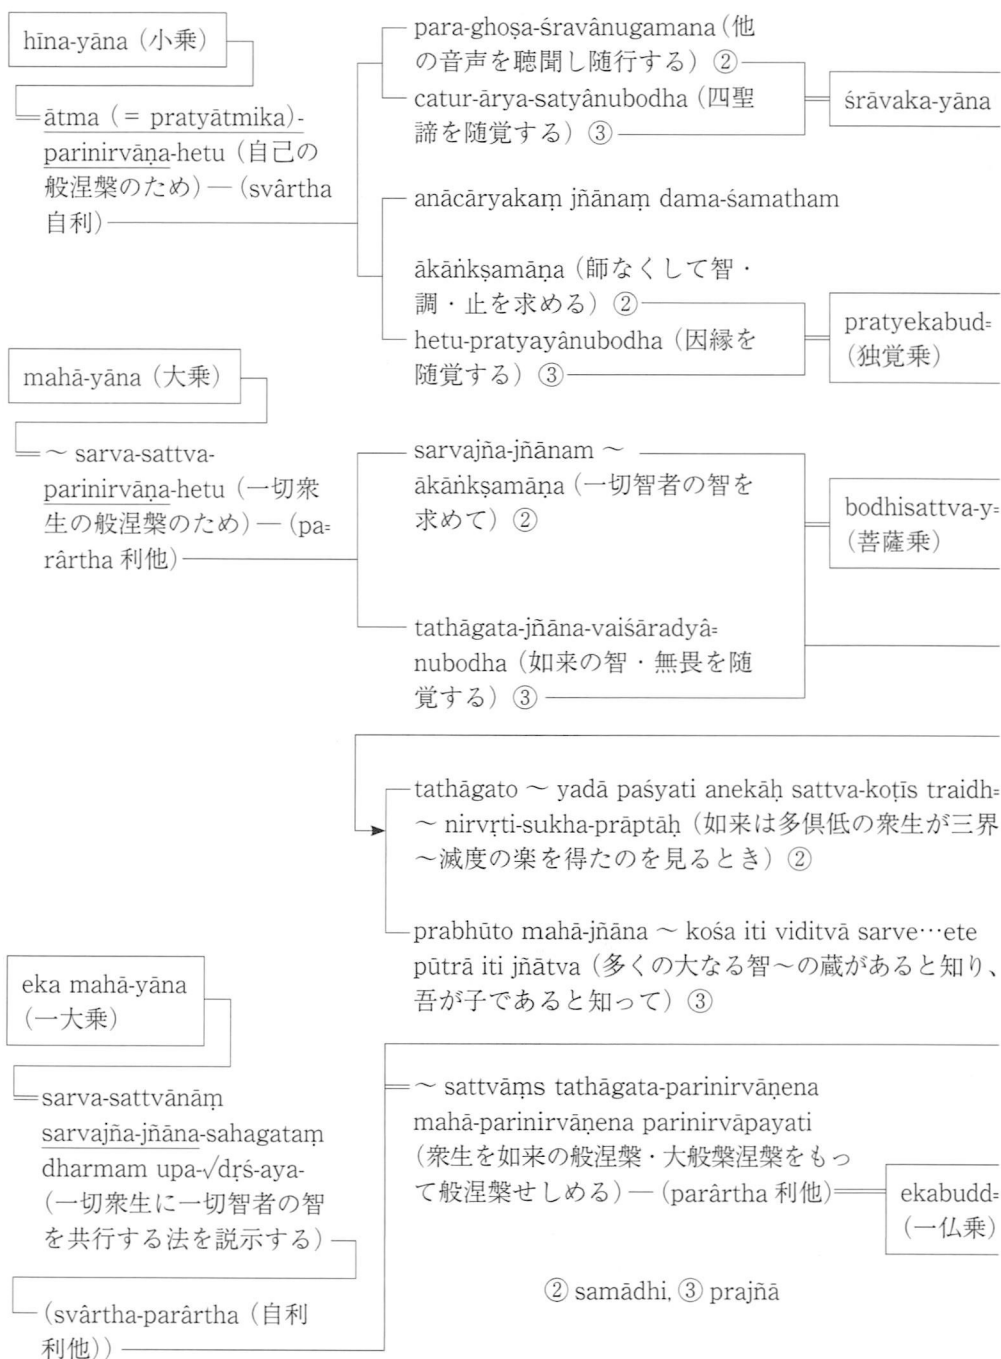 hīna-yāna（小乗）
ātma (= pratyātmika)-
parinirvāṇa-hetu（自己の
般涅槃のため）―（svârtha
自利）
para-ghoṣa-śravânugamana（他
の音声を聴聞し随行する）②
catur-ārya-satyânubodha（四聖
諦を随覚する）③
śrāvaka-yāna
anācāryakaṃ jñānaṃ dama-śamatham
ākāṅkṣamāṇa（師なくして智・
調・止を求める）②
hetu-pratyayânubodha（因縁を
随覚する）③
pratyekabud=
（独覚乗）
mahā-yāna（大乗）
～ sarva-sattva-
parinirvāṇa-hetu（一切衆
生の般涅槃のため）―（pa=
rârtha 利他）
sarvajña-jñānam ～
ākāṅkṣamāṇa（一切智者の智を
求めて）②
tathāgata-jñāna-vaiśāradyâ=
nubodha（如来の智・無畏を随
覚する）③
bodhisattva-y=
（菩薩乗）
tathāgato ～ yadā paśyati anekāḥ sattva-koṭīs traidh=
～ nirvṛti-sukha-prāptāḥ（如来は多倶低の衆生が三界
～滅度の楽を得たのを見るとき）②
prabhūto mahā-jñāna ～ kośa iti viditvā sarve…ete
pūtrā iti jñātva（多くの大なる智～の蔵があると知り、
吾が子であると知って）③
eka mahā-yāna
（一大乗）
sarva-sattvānāṃ
sarvajña-jñāna-sahagataṃ
dharmam upa-√dṛś-aya-
（一切衆生に一切智者の智
を共行する法を説示する）
(svârtha-parârtha（自利
利他））
～ sattvāṃs tathāgata-parinirvāṇena
mahā-parinirvāṇena parinirvāpayati
（衆生を如来の般涅槃・大般槃涅槃をもっ
て般涅槃せしめる）―（parârtha 利他）
ekabudd=
（一仏乗）
② samādhi, ③ prajñā